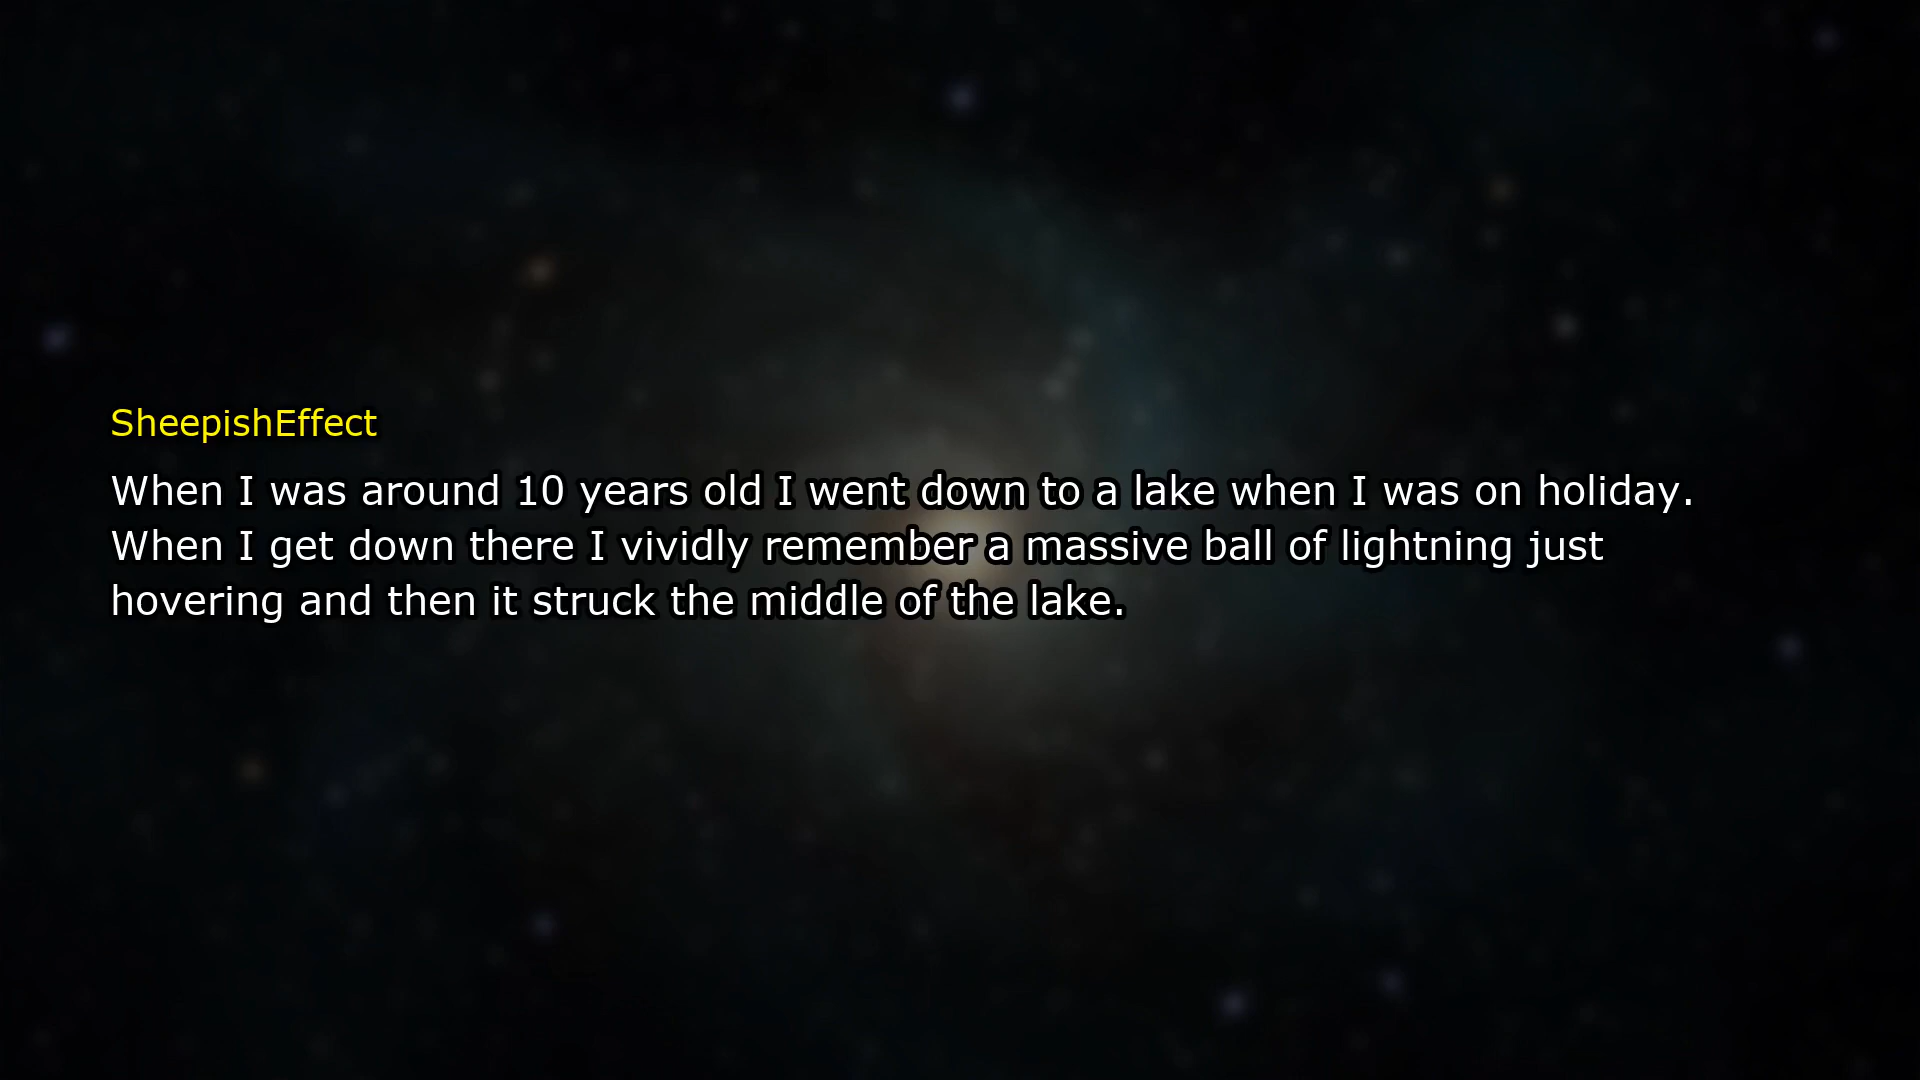 SheepishEffect
When I was around 10 years old I went down to a lake when I was on holiday.
When I get down there I vividly remember a massive ball of lightning just
hovering and then it struck the middle of the lake.